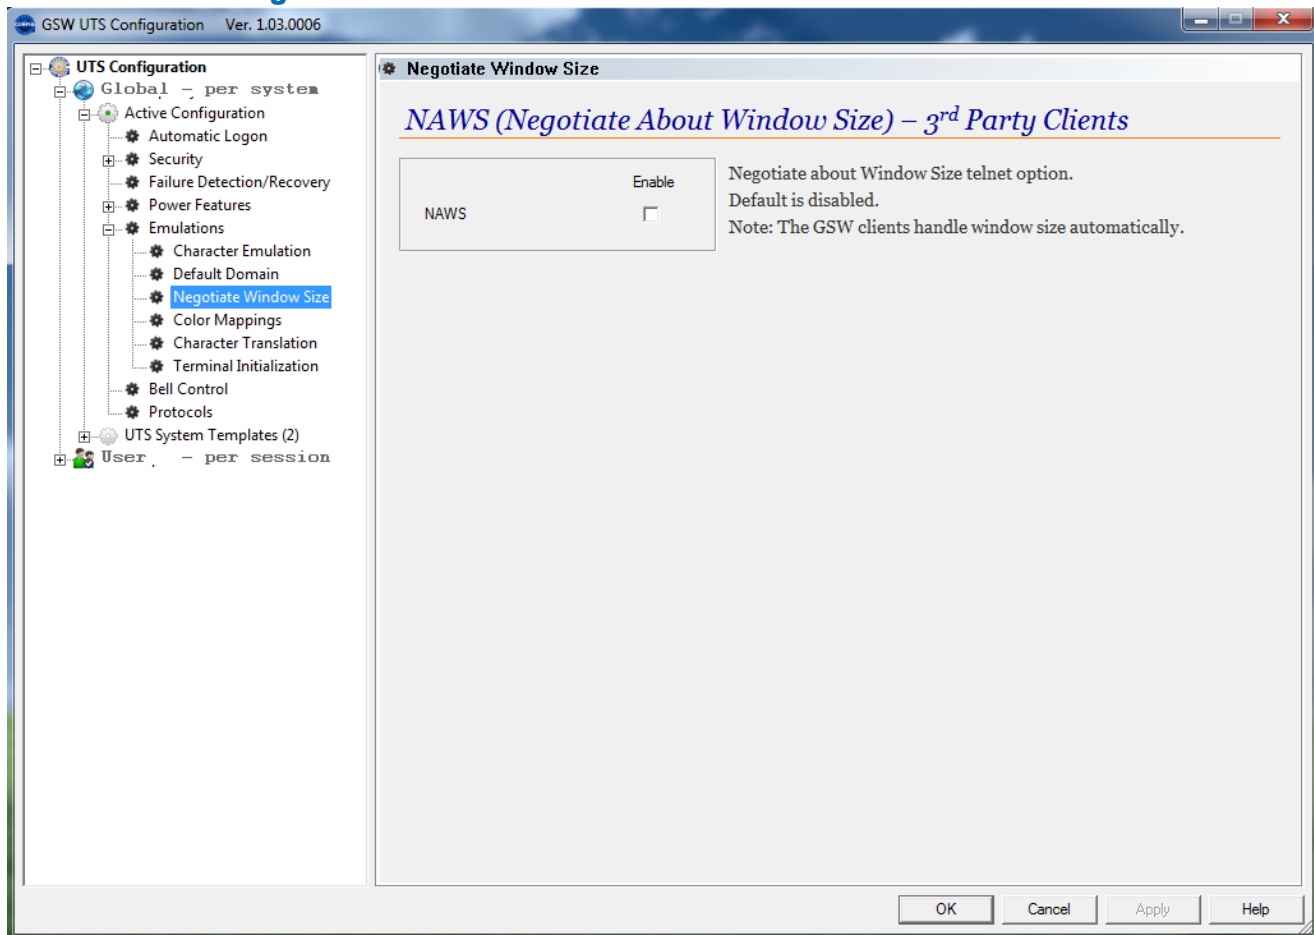 GSW UTS Configuration Ver. 1.03.0006
UTS Configuration
Global - per system
Active Configuration
Automatic Logon
Security
Failure Detection/Recovery
Power Features
Emulations
Character Emulation
Default Domain
Negotiate Window Size
Color Mappings
Character Translation
Terminal Initialization
Bell Control
Protocols
UTS System Templates (2)
User - per session
Negotiate Window Size
NAWS (Negotiate About Window Size) – 3rd Party Clients
Enable
NAWS
Negotiate about Window Size telnet option.
Default is disabled.
Note: The GSW clients handle window size automatically.
OK
Cancel
Apply
Help